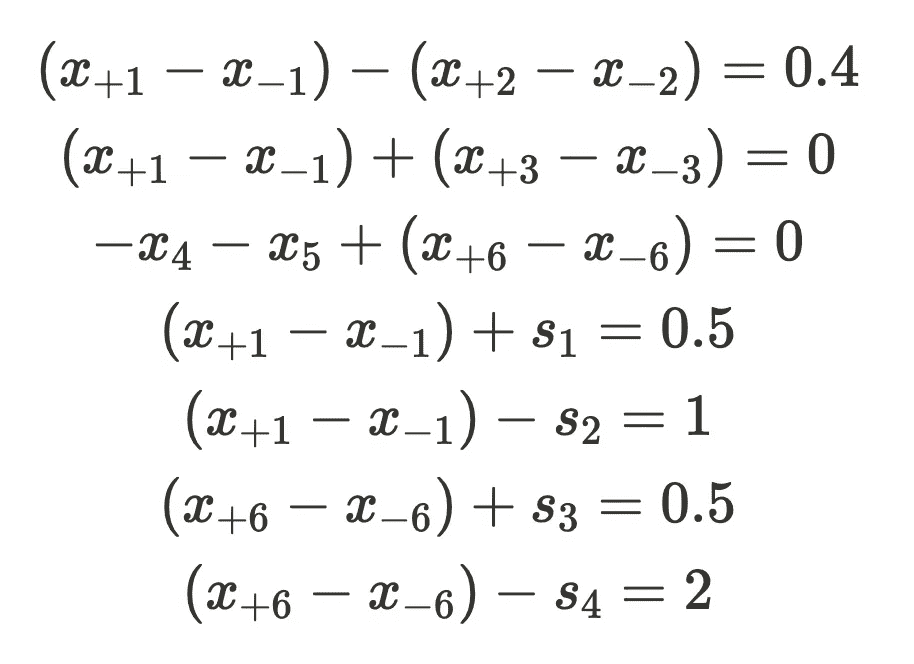 (x₊₁ − x₋₁) − (x₊₂ − x₋₂) = 0.4
(x₊₁ − x₋₁) + (x₊₃ − x₋₃) = 0
−x₄ − x₅ + (x₊₆ − x₋₆) = 0
(x₊₁ − x₋₁) + s₁ = 0.5
(x₊₁ − x₋₁) − s₂ = 1
(x₊₆ − x₋₆) + s₃ = 0.5
(x₊₆ − x₋₆) − s₄ = 2